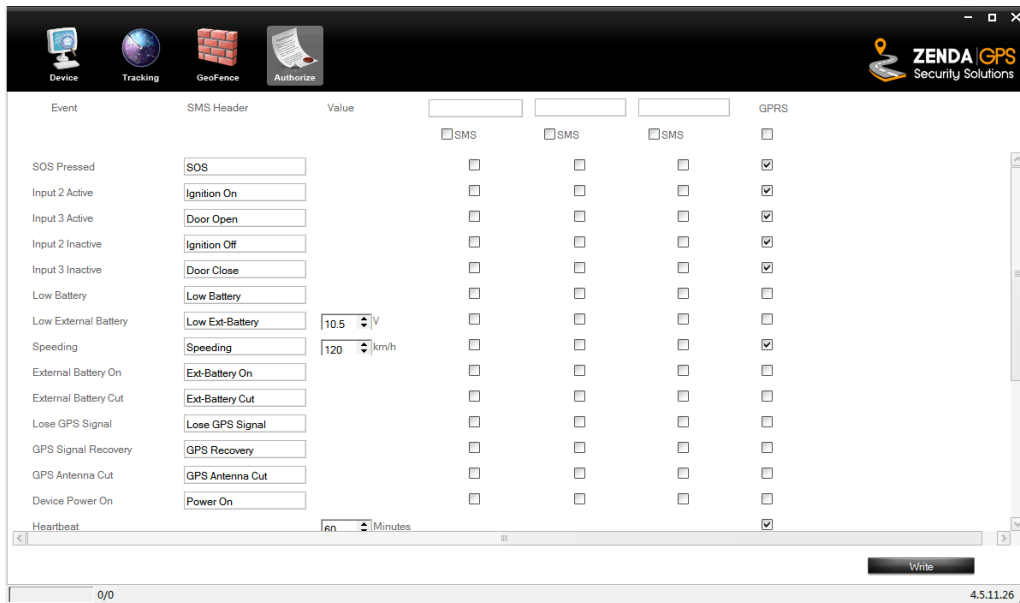 ZENDA GPS
Security Solutions
Device Tracking GeoFence Authorize
Event SMS Header Value GPRS
SMS SMS SMS
SOS Pressed SOS
Input 2 Active Ignition On
Input 3 Active Door Open
Input 2 Inactive Ignition Off
Input 3 Inactive Door Close
Low Battery Low Battery
Low External Battery Low Ext-Battery 10.5 V
Speeding Speeding 120 km/h
External Battery On Ext-Battery On
External Battery Cut Ext-Battery Cut
Lose GPS Signal Lose GPS Signal
GPS Signal Recovery GPS Recovery
GPS Antenna Cut GPS Antenna Cut
Device Power On Power On
Heartbeat 60 Minutes
Write
0/0 4.5.11.26